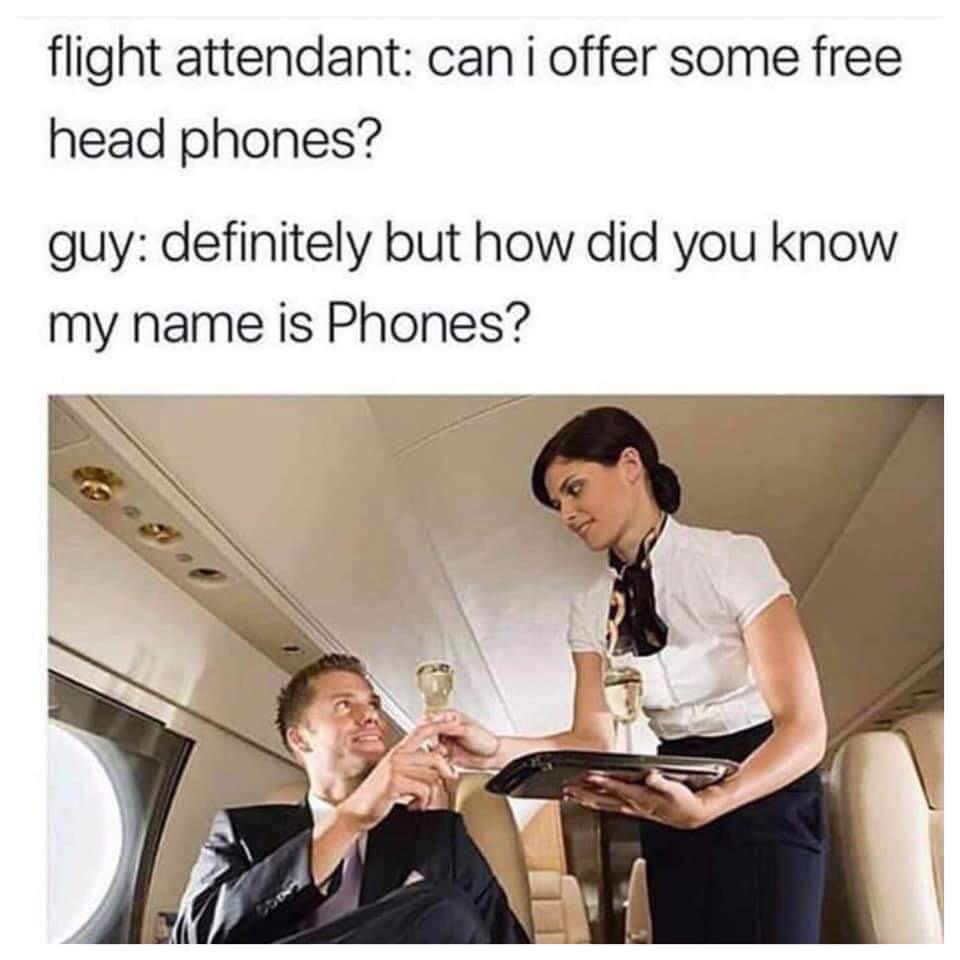 flight attendant: can i offer some free
head phones?
guy: definitely but how did you know
my name is Phones?